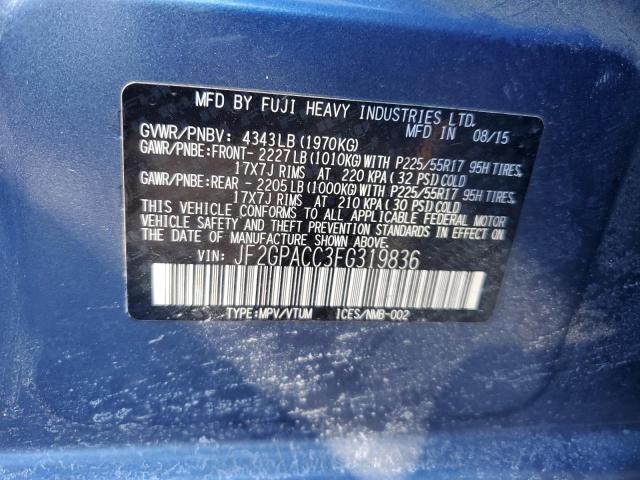 MFD BY FUJI HEAVY INDUSTRIES LTD.
MFD IN 08/15
GVWR/PNBV: 4343LB(1970KG)
GAWR/PNBE:FRONT- 2227LB(1010KG)WITH P225/55R17 95H TIRES,
17X7J RIMS AT 220 KPA(32 PSI)COLD
GAWR/PNBE:REAR - 2205LB(1000KG)WITH P225/55R17 95H TIRES,
17X7J RIMS AT 210 KPA(30 PSI)COLD
THIS VEHICLE CONFORMS TO ALL APPLICABLE FEDERAL MOTOR
VEHICLE SAFETY AND THEFT PREVENTION STANDARDS IN EFFECT
ON THE DATE OF MANUFACTURE SHOWN ABOVE.
VIN: JF2GPACC3FG319836
TYPE:MPV/VTUM ICES/NMB-002